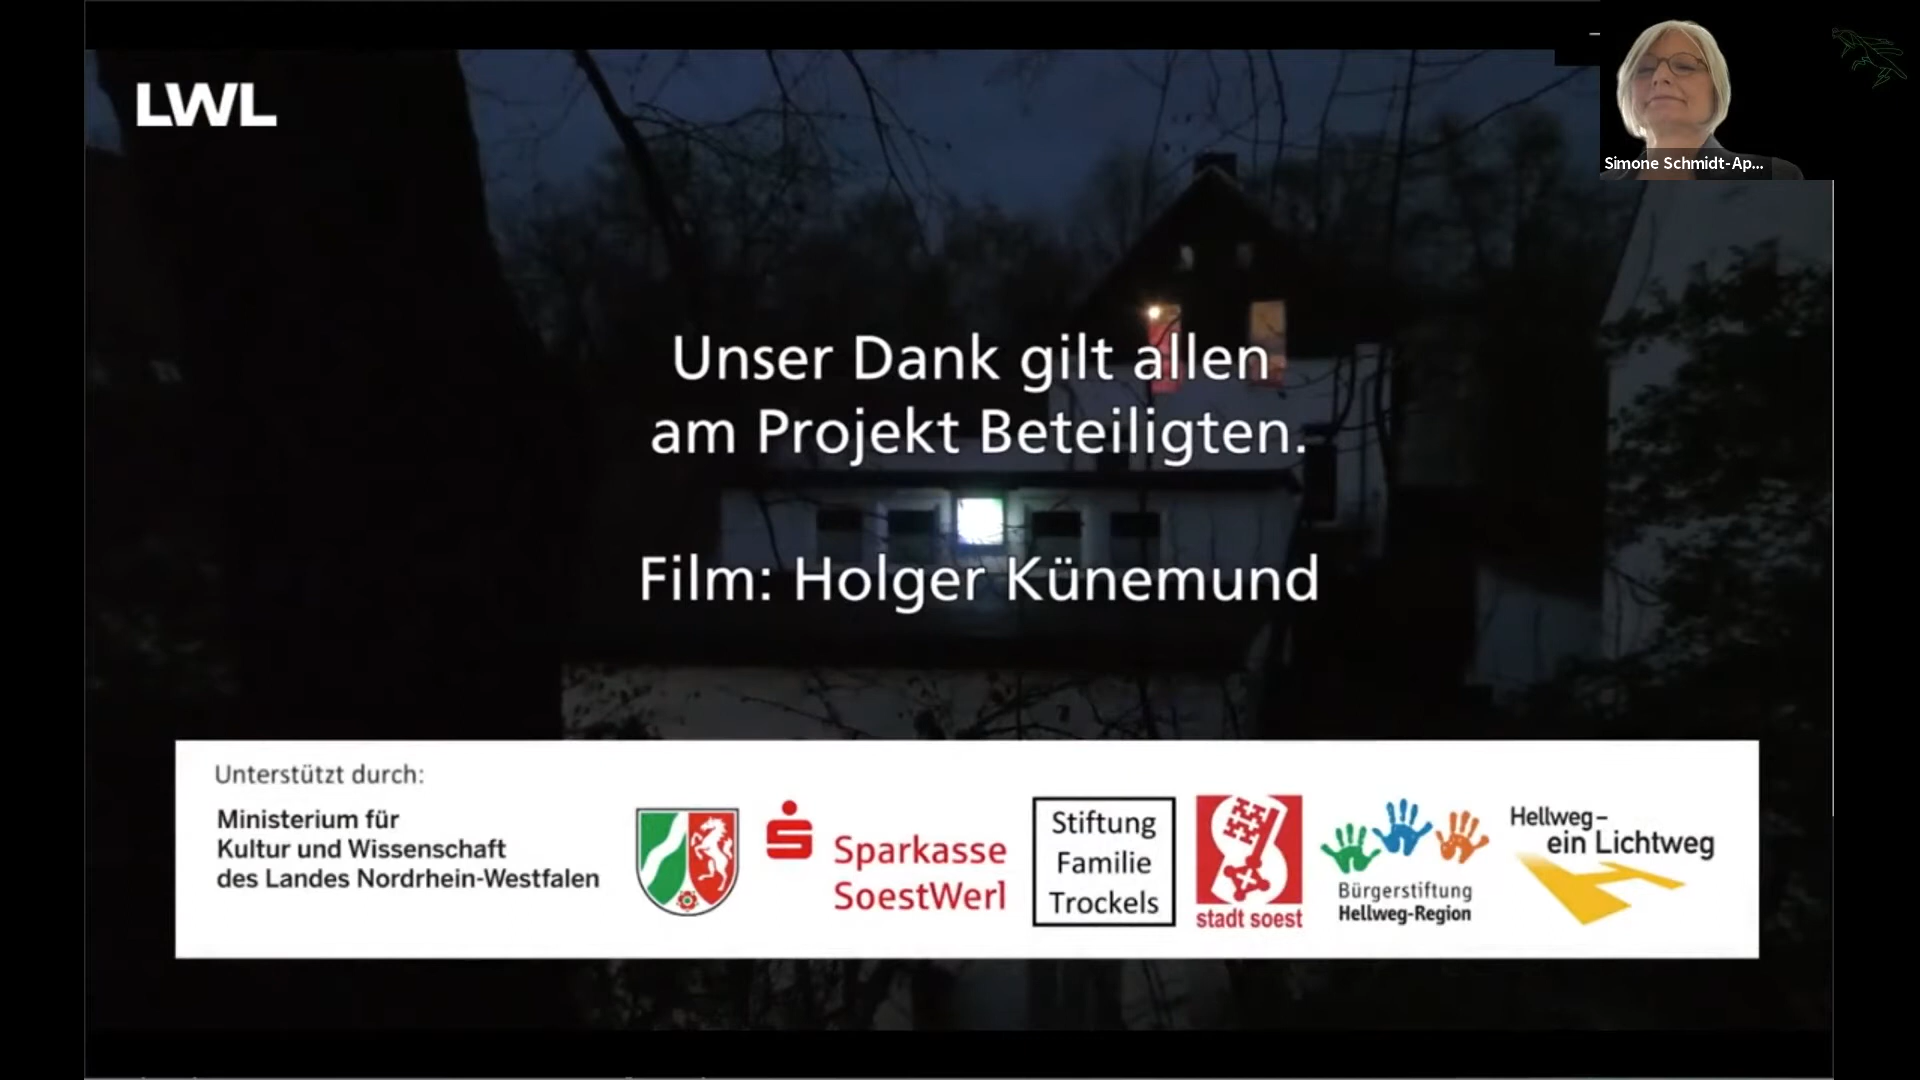 LWL
Simone Schmidt-Ap...
Unser Dank gilt allen
am Projekt Beteiligten.
Film: Holger Künemund
Unterstützt durch:
Ministerium für
Kultur und Wissenschaft
des Landes Nordrhein-Westfalen
Sparkasse
SoestWerl
Stiftung
Familie
Trockels
stadt soest
Bürgerstiftung
Hellweg-Region
Hellweg–
ein Lichtweg